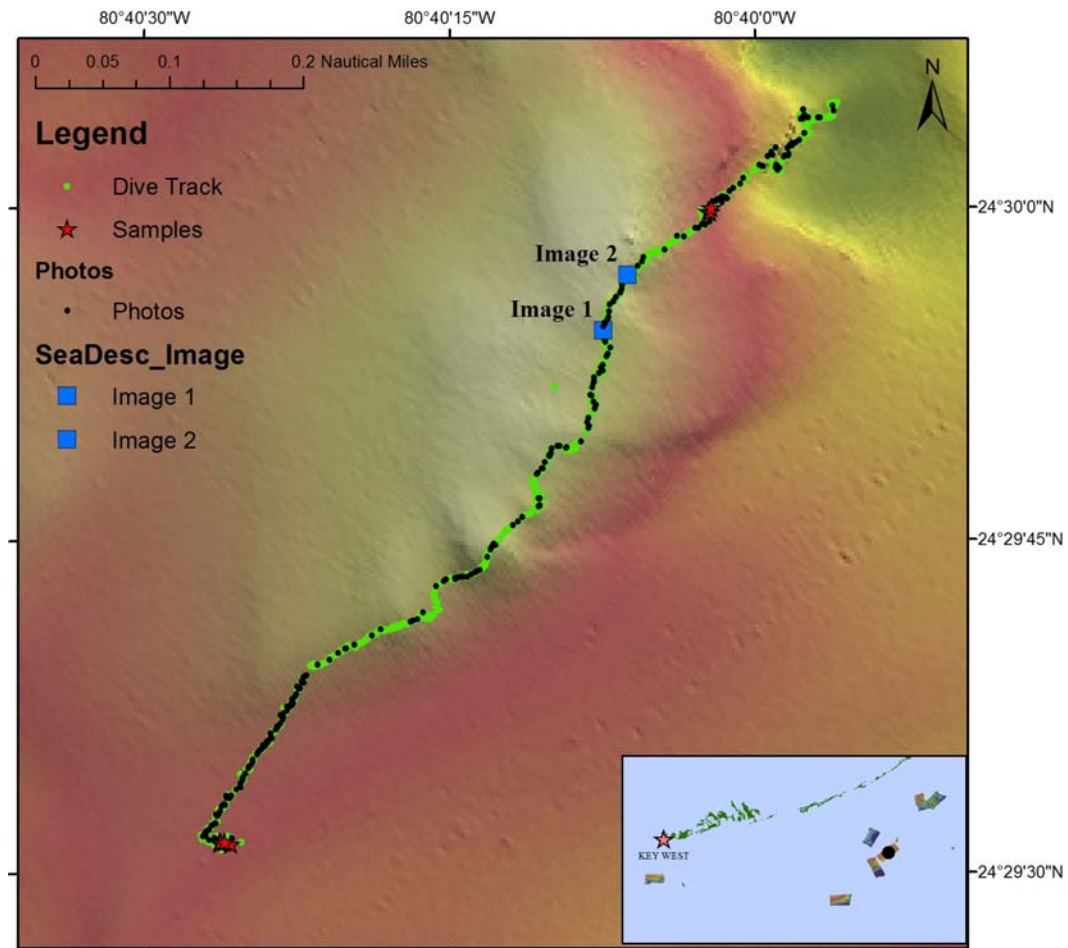 80°40'30"W 80°40'15"W 80°40'0"W
0 0.05 0.1 0.2 Nautical Miles
N
Legend
Dive Track
Samples
Photos
Photos
SeaDesc_Image
Image 1
Image 2
24°30'0"N
Image 2
Image 1
24°29'45"N
24°29'30"N
KEY WEST